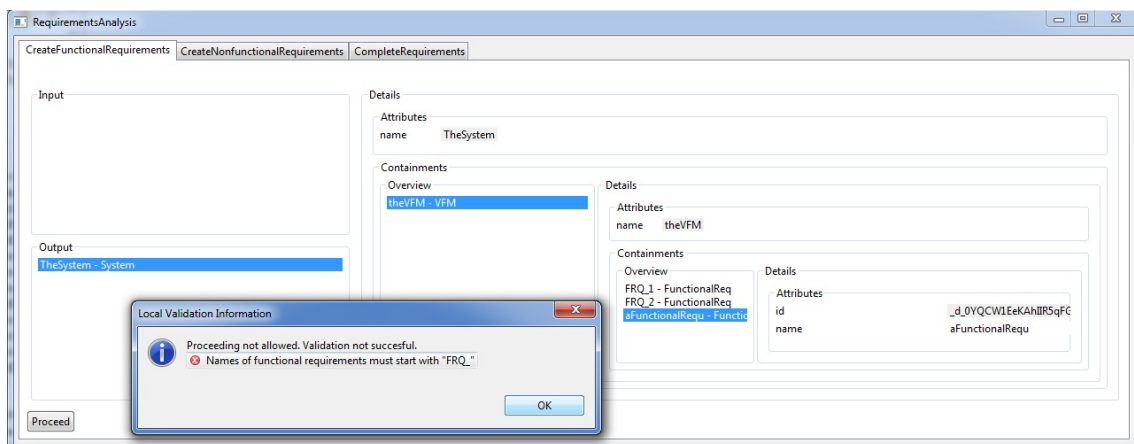 RequirementsAnalysis
CreateFunctionalRequirements CreateNonfunctionalRequirements CompleteRequirements
Input
Details
Attributes
name TheSystem
Containments
Overview
theVFM - VFM
Details
Attributes
name theVFM
Containments
Overview
FRQ_1 - FunctionalReq
FRQ_2 - FunctionalReq
aFunctionalRequ - Functic
Details
Attributes
id
name aFunctionalRequ
Output
TheSystem - System
Local Validation Information
Proceeding not allowed. Validation not succesful.
Names of functional requirements must start with "FRQ_"
OK
Proceed